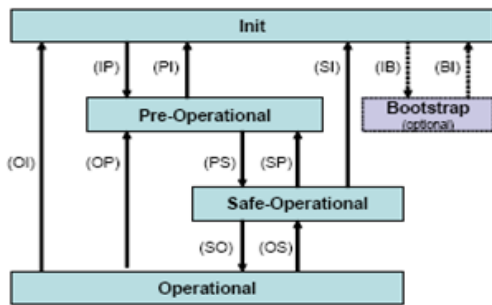 Init
(IP) (PI) (SI) (IB) (BI)
Pre-Operational
Bootstrap
(optional)
(OI) (OP) (PS) (SP)
Safe-Operational
(SO) (OS)
Operational